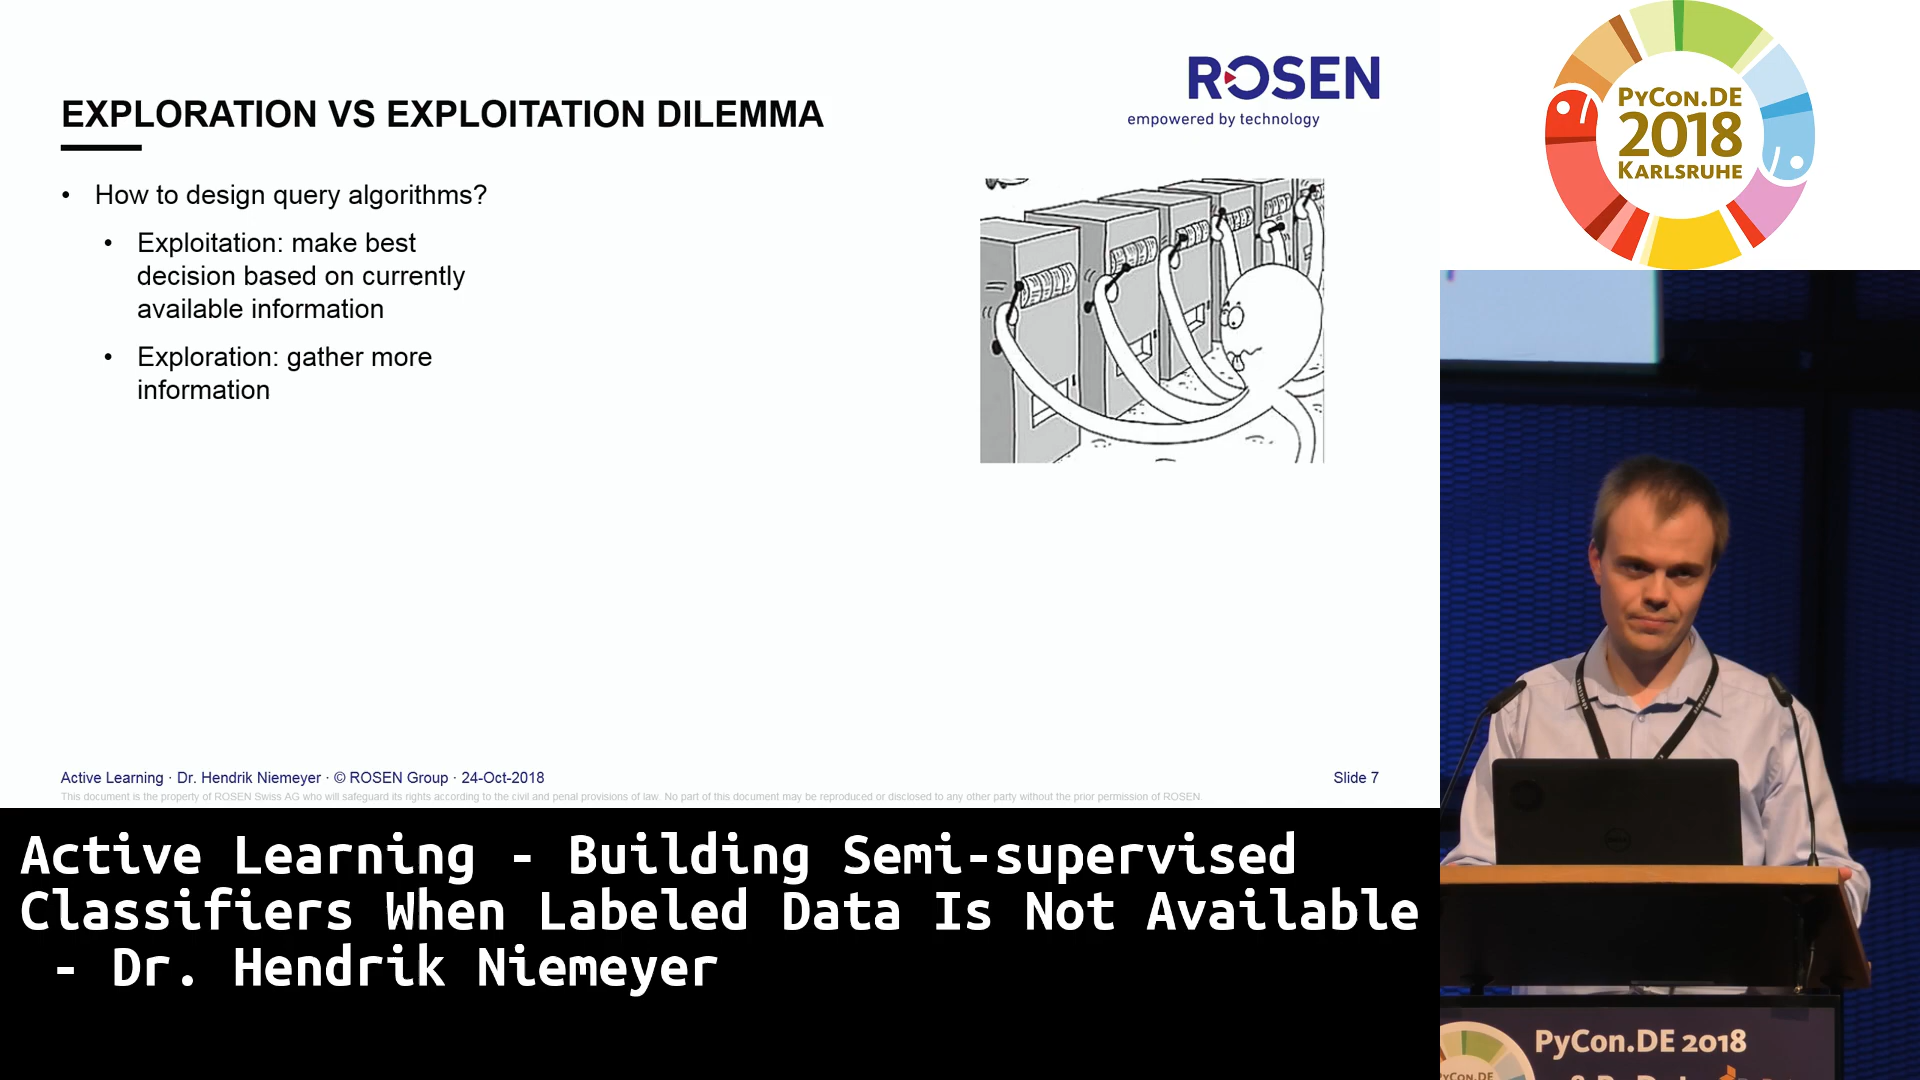 EXPLORATION VS EXPLOITATION DILEMMA
ROSEN
empowered by technology
• How to design query algorithms?
• Exploitation: make best
decision based on currently
available information
• Exploration: gather more
information
Active Learning · Dr. Hendrik Niemeyer · © ROSEN Group · 24-Oct-2018
Slide 7
This document is the property of ROSEN Swiss AG who will safeguard its rights according to the civil and penal provisions of law. No part of this document may be reproduced or disclosed to any other party without the prior permission of ROSEN.
PYCON.DE
2018
KARLSRUHE
Active Learning - Building Semi-supervised
Classifiers When Labeled Data Is Not Available
- Dr. Hendrik Niemeyer
PyCon.DE 2018